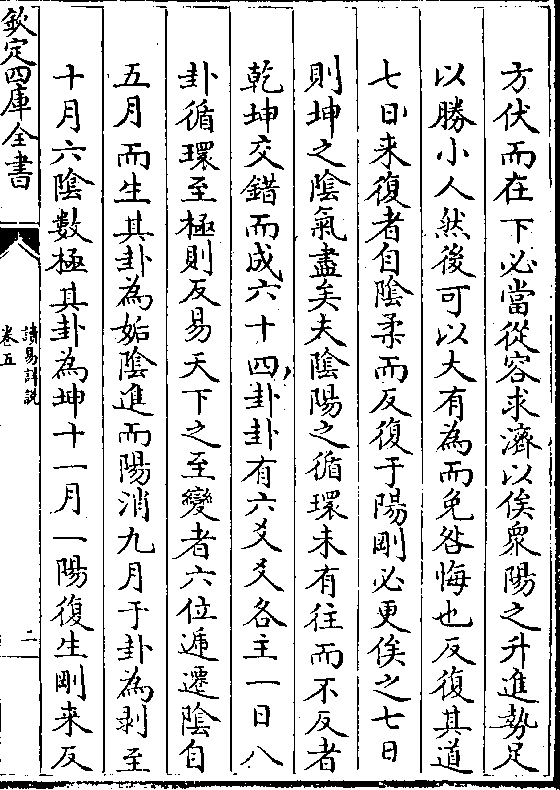 方伏而在下必當從容求濟以俟衆陽之升進勢足
以勝小人然後可以大有為而免咎悔也反復其道
七日來復者自陰柔而反復于陽剛必更俟之七日
則坤之陰氣盡矣夫陰陽之循環未有往而不反者
乾坤交錯而成六十四卦卦有六爻爻各主一日八
卦循環至極則反易天下之至變者六位遞遷陰自
五月而生其卦為姤陰進而陽消九月于卦為剥至
十月六陰數極其卦為坤十一月一陽復生剛來反
欽定四庫全書
讀易詳說
卷五
二